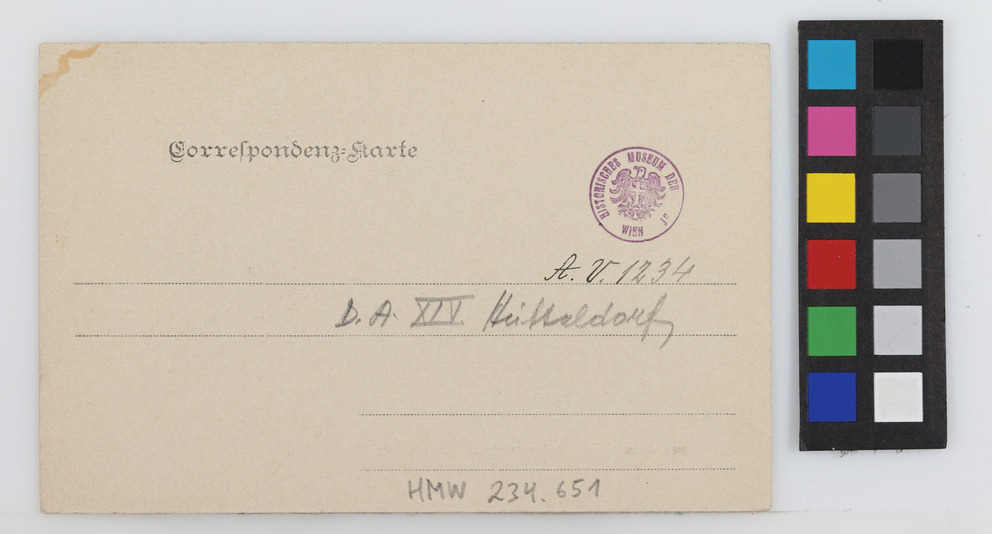 Correspondenz-Karte
HISTORISCHES MUSEUM DER
WIEN
A. V. 1234
D. A. XIV. Hütteldorf
HMW 234.651